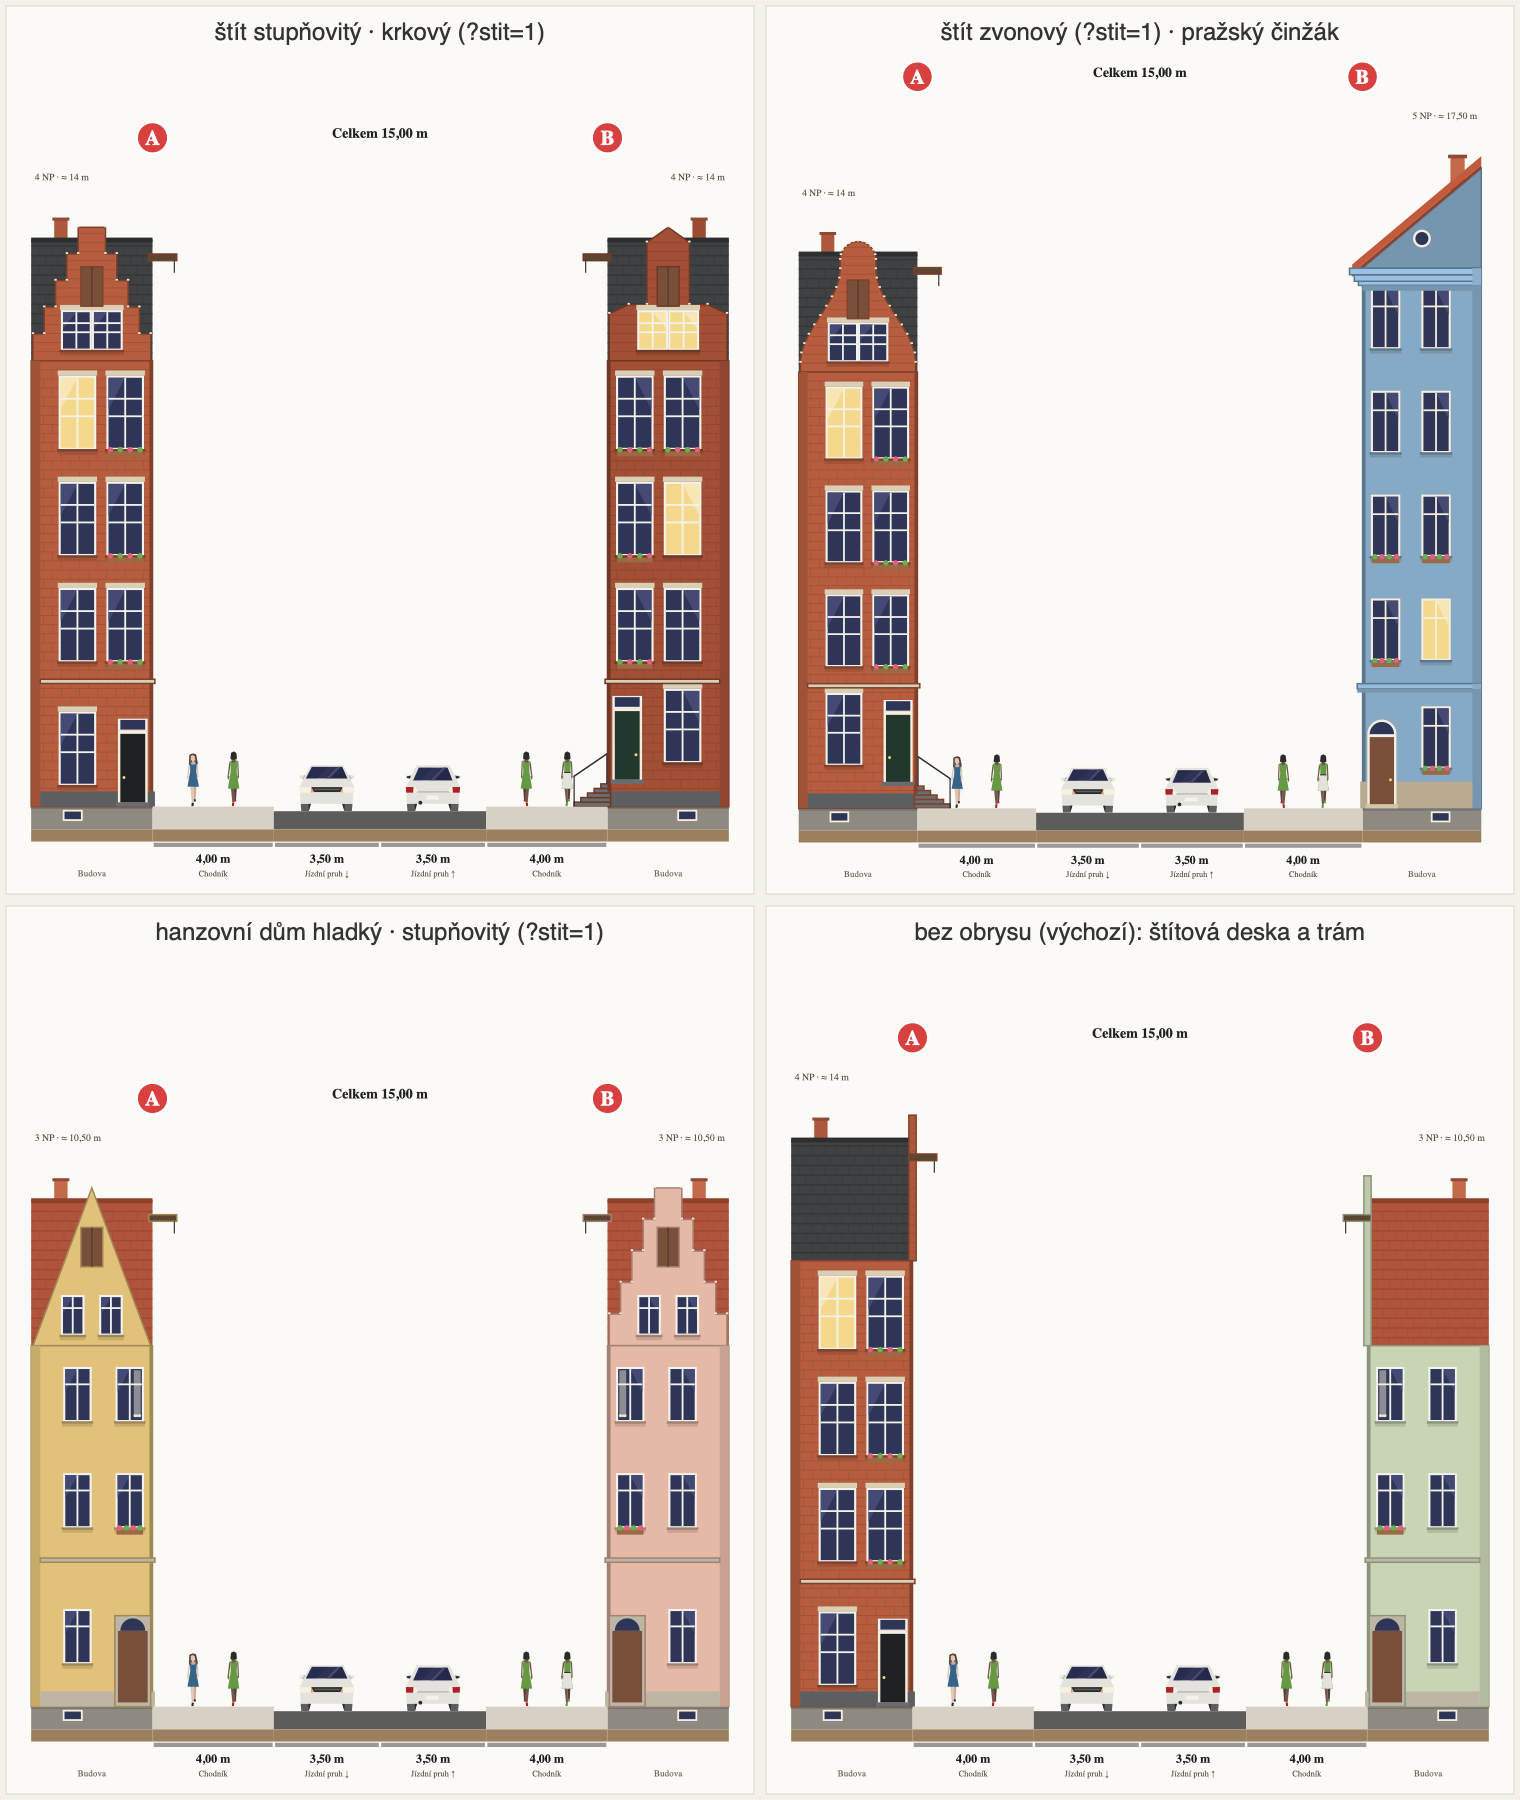 štít stupňovitý · krkový (?stit=1)
A
Celkem 15,00 m
B
4 NP · ≈ 14 m
4 NP · ≈ 14 m
4,00 m
3,50 m
3,50 m
4,00 m
Budova
Chodník
Jízdní pruh ↓
Jízdní pruh ↑
Chodník
Budova
štít zvonový (?stit=1) · pražský činžák
A
Celkem 15,00 m
B
5 NP · ≈ 17,50 m
4 NP · ≈ 14 m
4,00 m
3,50 m
3,50 m
4,00 m
Budova
Chodník
Jízdní pruh ↓
Jízdní pruh ↑
Chodník
Budova
hanzovní dům hladký · stupňovitý (?stit=1)
A
Celkem 15,00 m
B
3 NP · ≈ 10,50 m
3 NP · ≈ 10,50 m
4,00 m
3,50 m
3,50 m
4,00 m
Budova
Chodník
Jízdní pruh ↓
Jízdní pruh ↑
Chodník
Budova
bez obrysu (výchozí): štítová deska a trám
A
Celkem 15,00 m
B
4 NP · ≈ 14 m
3 NP · ≈ 10,50 m
4,00 m
3,50 m
3,50 m
4,00 m
Budova
Chodník
Jízdní pruh ↓
Jízdní pruh ↑
Chodník
Budova